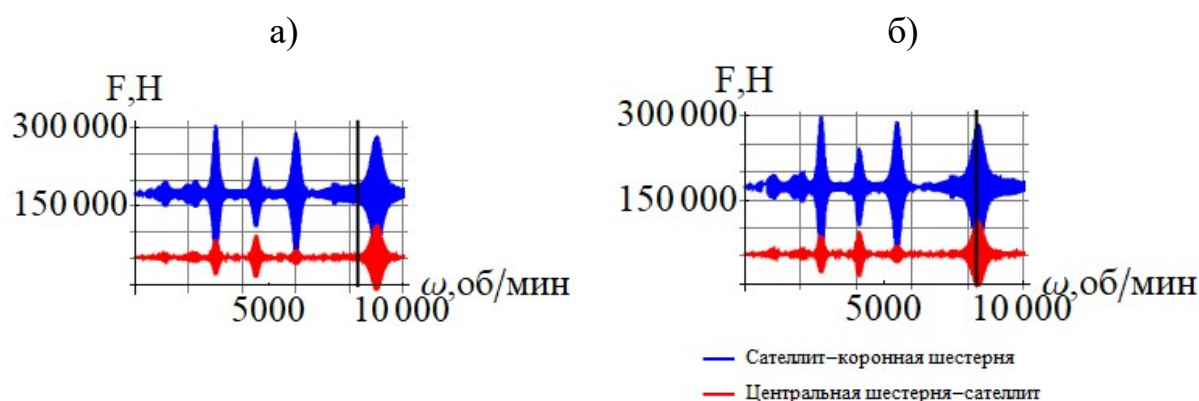 а)
б)
F,Н
300 000
150 000
5000
10 000
ω,об/мин
F,Н
300 000
150 000
5000
10 000
ω,об/мин
Сателлит–коронная шестерня
Центральная шестерня–сателлит